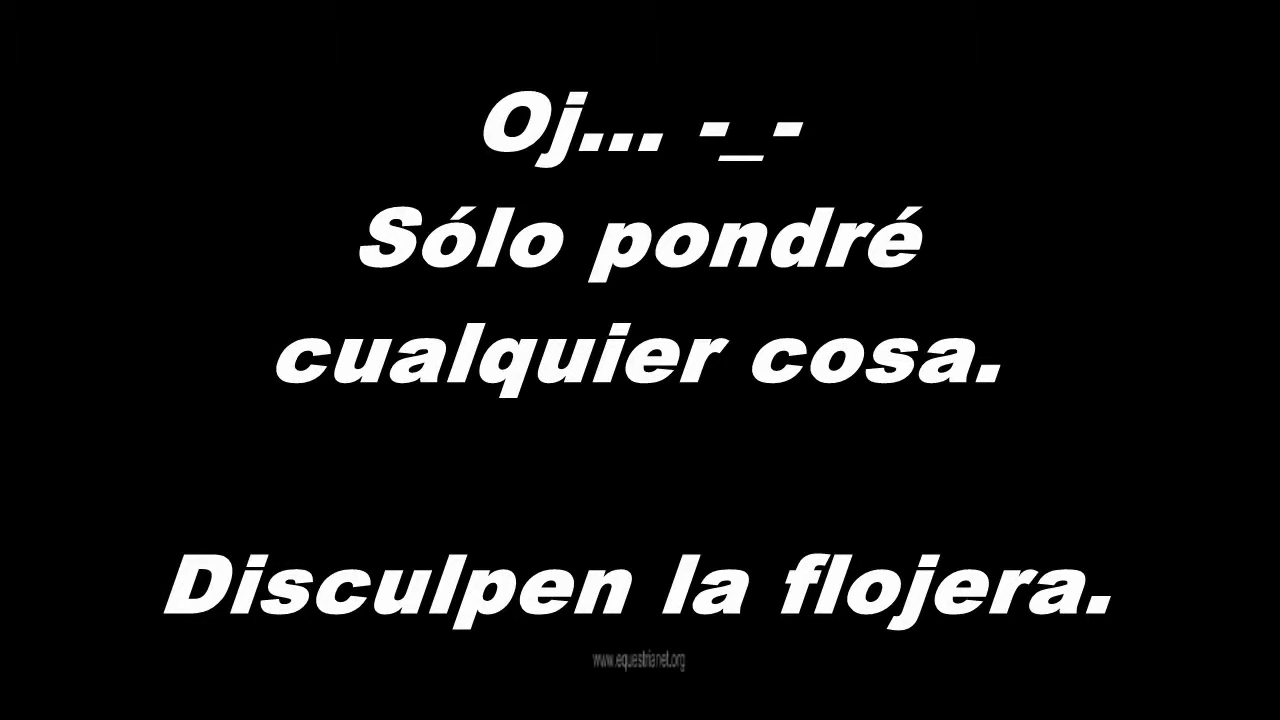 Oj... -_-
Sólo pondré
cualquier cosa.
Disculpen la flojera.
www.equestrianet.org